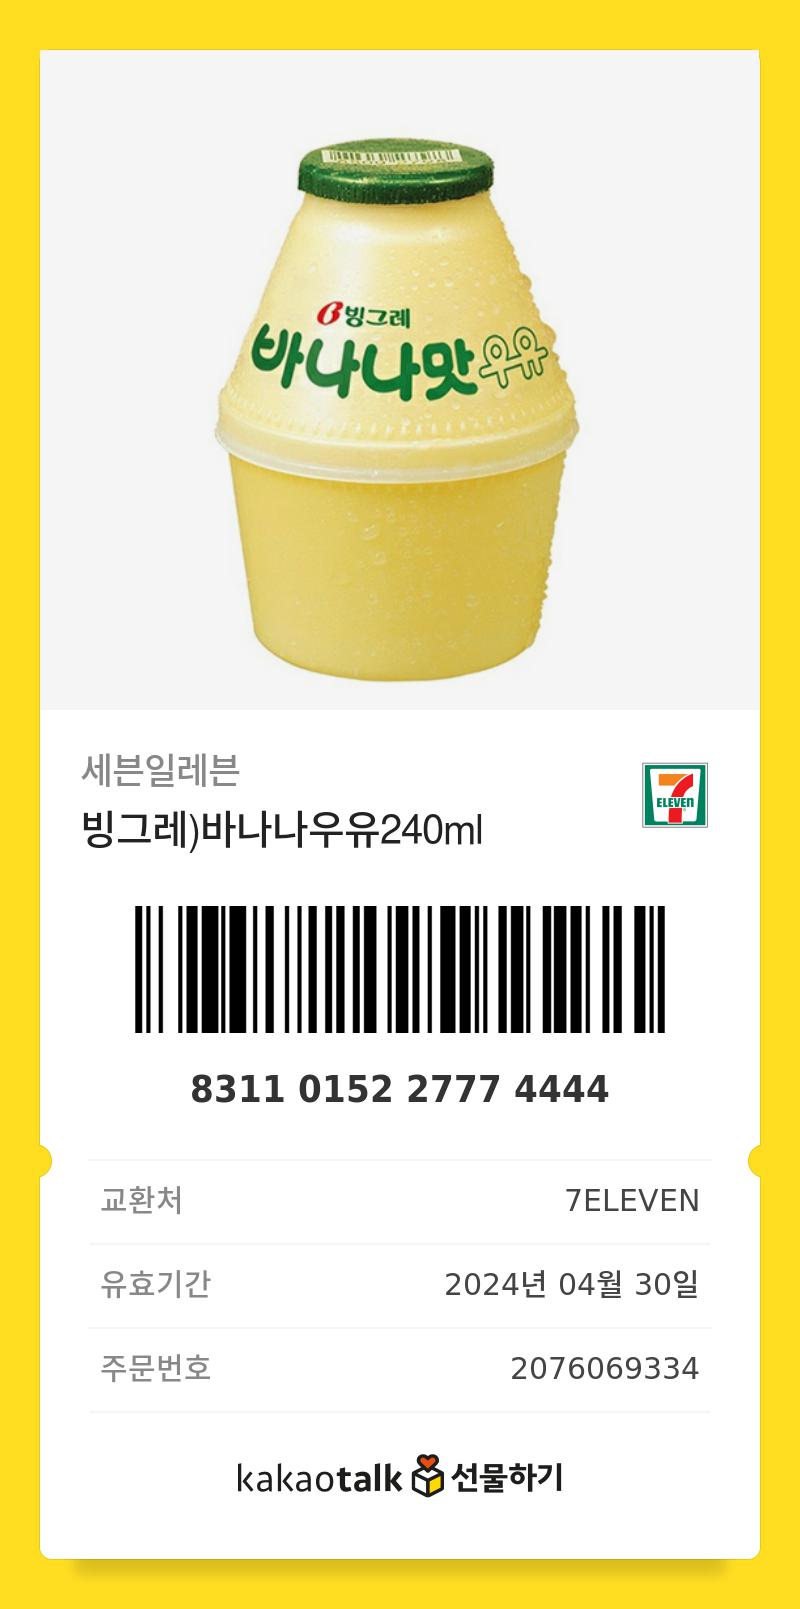 빙그레
바나나맛우유
세븐일레븐
7
ELEVEN
빙그레)바나나우유240ml
8311 0152 2777 4444
교환처 7ELEVEN
유효기간 2024년 04월 30일
주문번호 2076069334
kakaotalk 선물하기